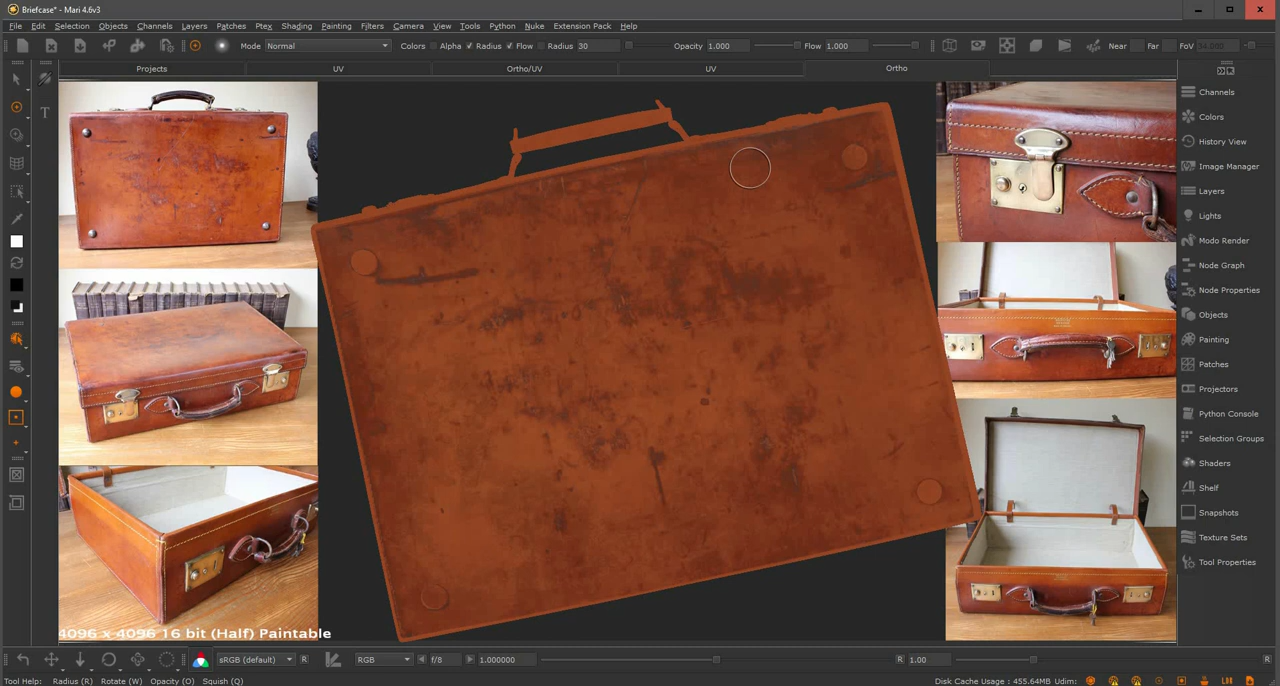 Briefcase* - Mari 4.6v3
File Edit Selection Objects Channels Layers Patches Ptex Shading Painting Filters Camera View Tools Python Nuke Extension Pack Help
Mode Normal Colors Alpha Radius Flow Radius 30 Opacity 1.000 Flow 1.000 Near Far FoV 34.000
Projects UV Ortho/UV UV Ortho
Channels
Colors
History View
Image Manager
Layers
Lights
Modo Render
Node Graph
Node Properties
Objects
Painting
Patches
Projectors
Python Console
Selection Groups
Shaders
Shelf
Snapshots
Texture Sets
Tool Properties
T
4096 x 4096 16 bit (Half) Paintable
sRGB (default) R RGB f/8 1.000000 R 1.00 R
Tool Help: Radius (R) Rotate (W) Opacity (O) Squish (Q) Disk Cache Usage : 455.64MB Udim: